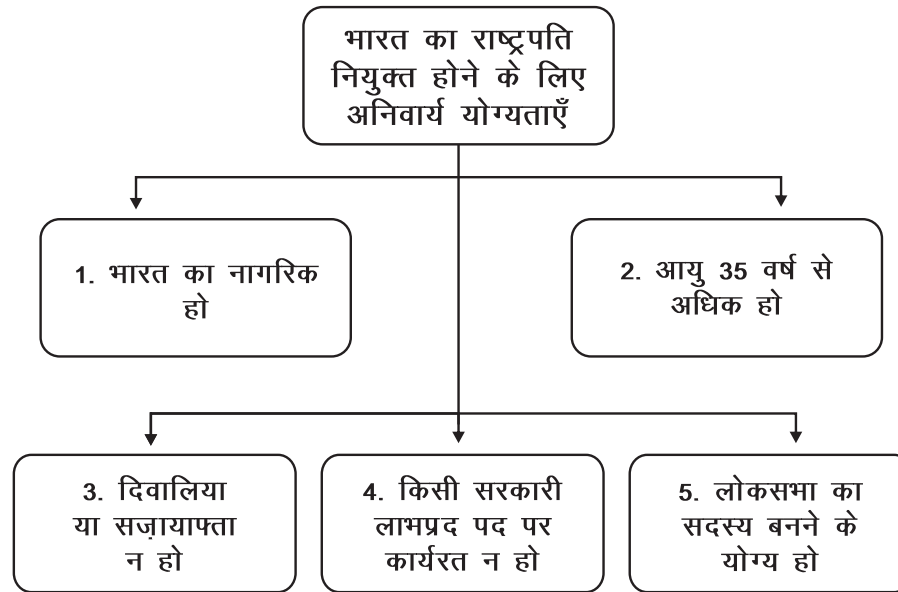 भारत का राष्ट्रपति
नियुक्त होने के लिए
अनिवार्य योग्यताएँ
1. भारत का नागरिक
हो
2. आयु 35 वर्ष से
अधिक हो
3. दिवालिया
या सज़ायाफ्ता
न हो
4. किसी सरकारी
लाभप्रद पद पर
कार्यरत न हो
5. लोकसभा का
सदस्य बनने के
योग्य हो